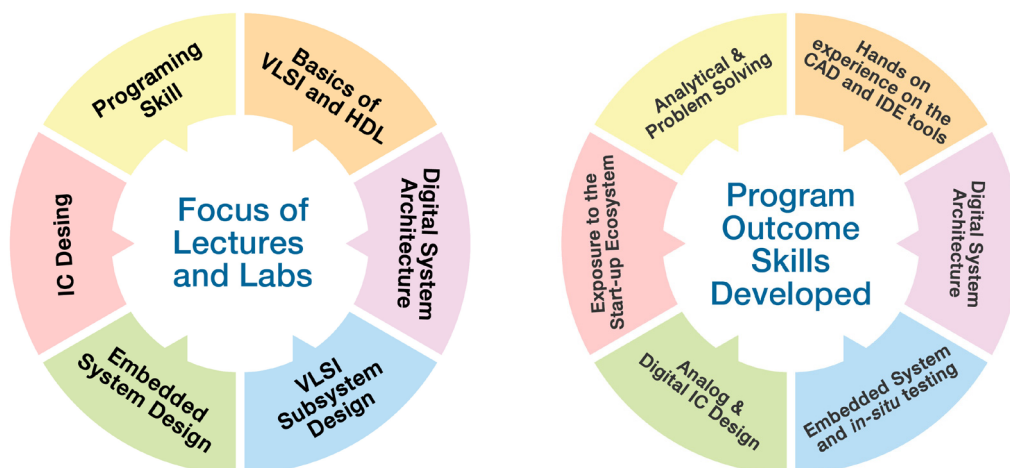 Programing
Skill
Basics of
VLSI and HDL
Digital System
Architecture
VLSI
Subsystem
Design
Embedded
System Design
IC Desing
Focus of
Lectures
and Labs
Analytical &
Problem Solving
Hands on
experience on the
CAD and IDE tools
Digital System
Architecture
Embedded System
and in-situ testing
Analog &
Digital IC Design
Exposure to the
Start-up Ecosystem
Program
Outcome
Skills
Developed